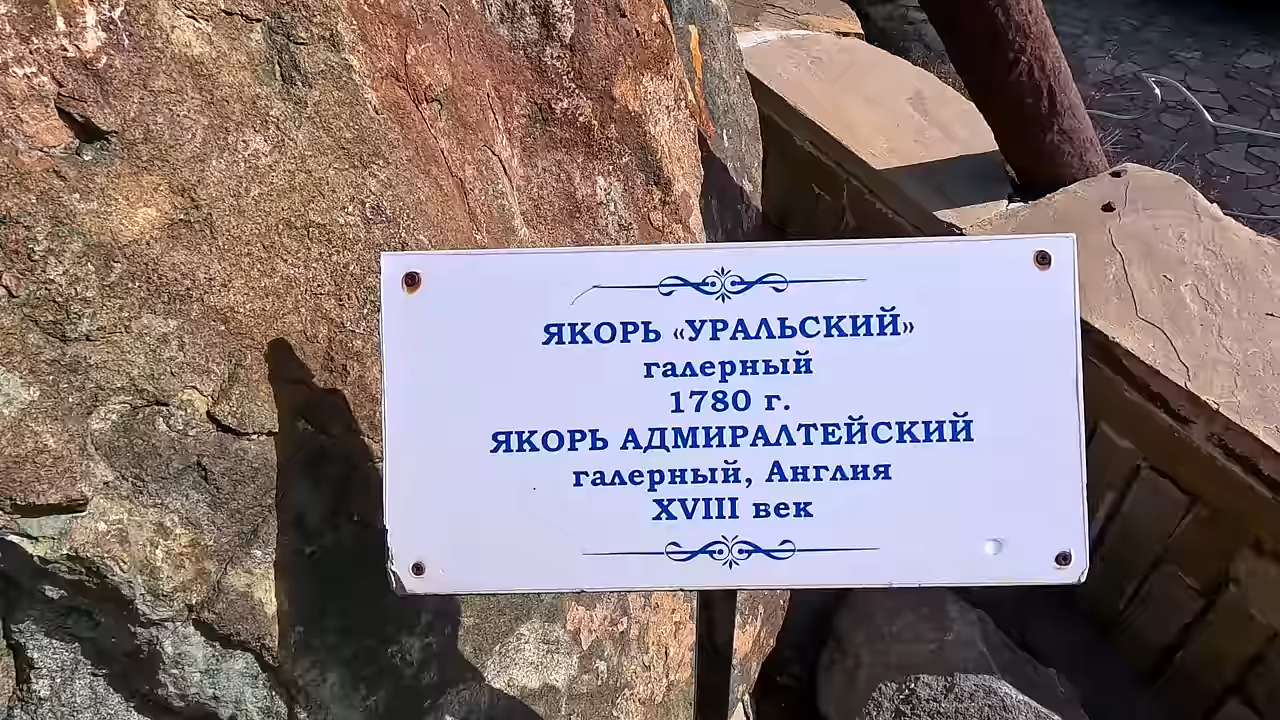 ЯКОРЬ «УРАЛЬСКИЙ»
галерный
1780 г.
ЯКОРЬ АДМИРАЛТЕЙСКИЙ
галерный, Англия
XVIII век